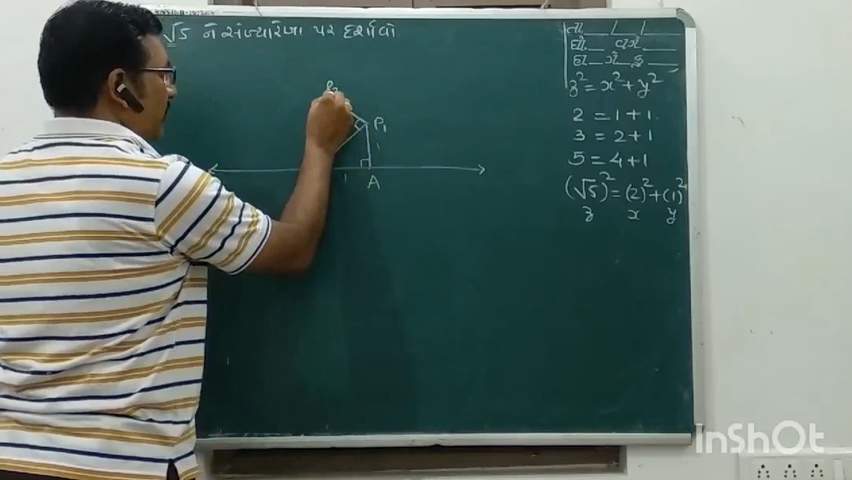 √5 ને સંખ્યારેખા પર દર્શાવો
તા. / /
z² = x² + y²
2 = 1 + 1
3 = 2 + 1
5 = 4 + 1
(√5)² = (2)² + (1)²
z x y
P₂
P₁
1
1 A
InShOt